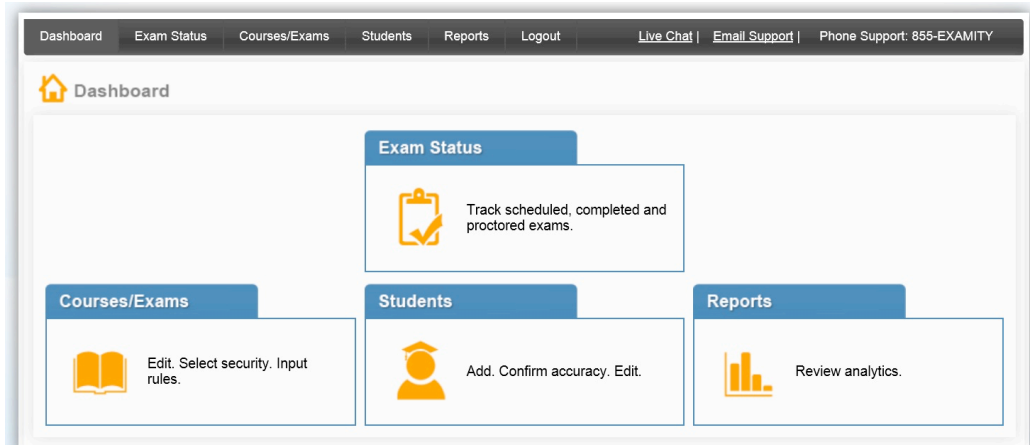 Dashboard Exam Status Courses/Exams Students Reports Logout Live Chat | Email Support | Phone Support: 855-EXAMITY
Dashboard
Exam Status
Track scheduled, completed and
proctored exams.
Courses/Exams
Edit. Select security. Input
rules.
Students
Add. Confirm accuracy. Edit.
Reports
Review analytics.